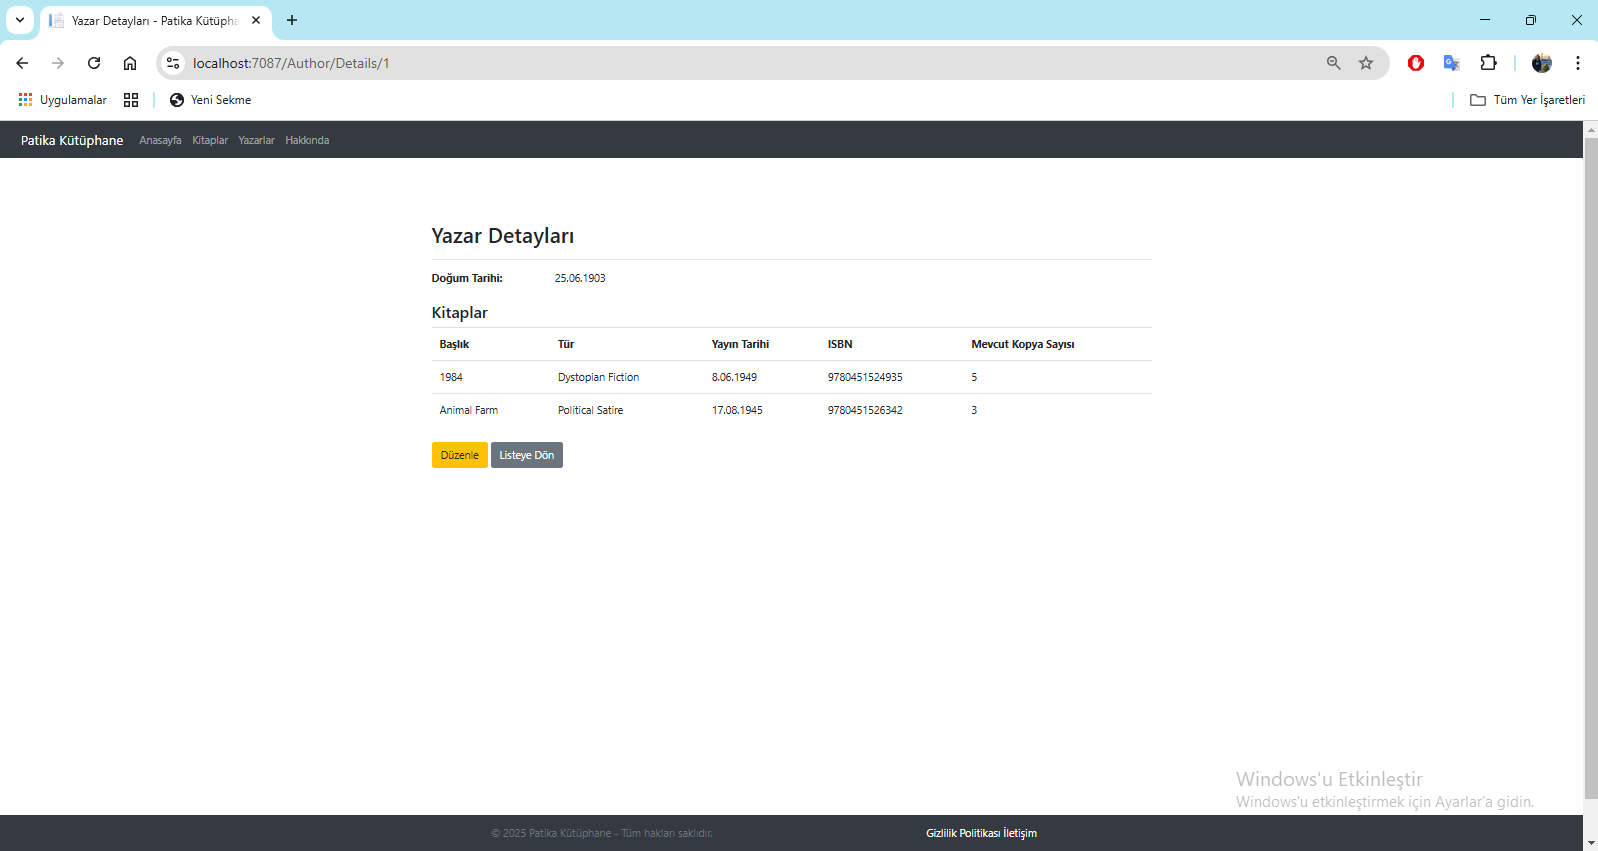 Yazar Detayları - Patika Kütüpha
localhost:7087/Author/Details/1
Uygulamalar
Yeni Sekme
Tüm Yer İşaretleri
Patika Kütüphane Anasayfa Kitaplar Yazarlar Hakkında
Yazar Detayları
Doğum Tarihi: 25.06.1903
Kitaplar
Başlık Tür Yayın Tarihi ISBN Mevcut Kopya Sayısı
1984 Dystopian Fiction 8.06.1949 9780451524935 5
Animal Farm Political Satire 17.08.1945 9780451526342 3
Düzenle Listeye Dön
Windows'u Etkinleştir
Windows'u etkinleştirmek için Ayarlar'a gidin.
© 2025 Patika Kütüphane - Tüm hakları saklıdır. Gizlilik Politikası İletişim